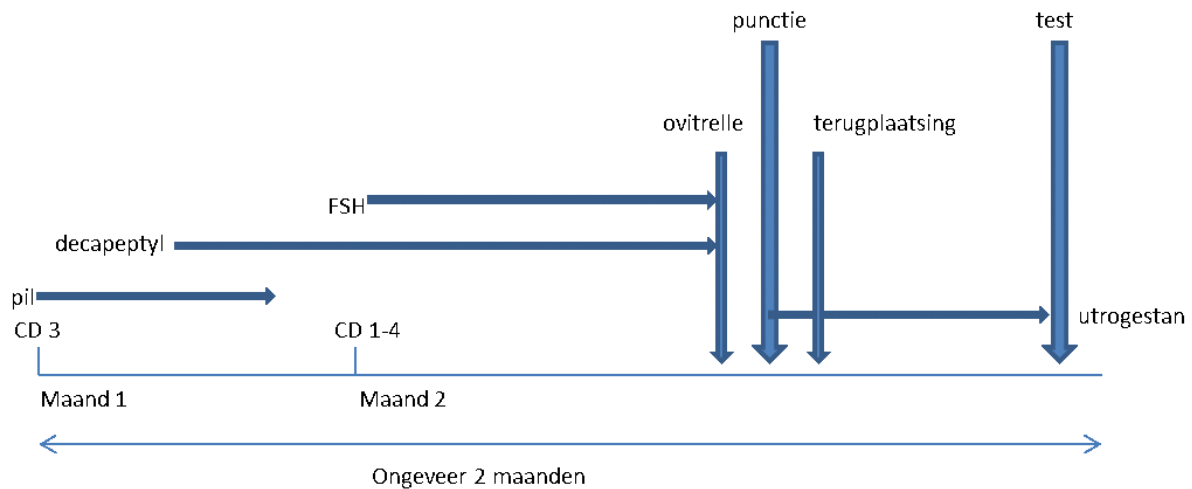 punctie
test
ovitrelle
terugplaatsing
FSH
decapeptyl
pil
utrogestan
CD 3
CD 1-4
Maand 1
Maand 2
Ongeveer 2 maanden